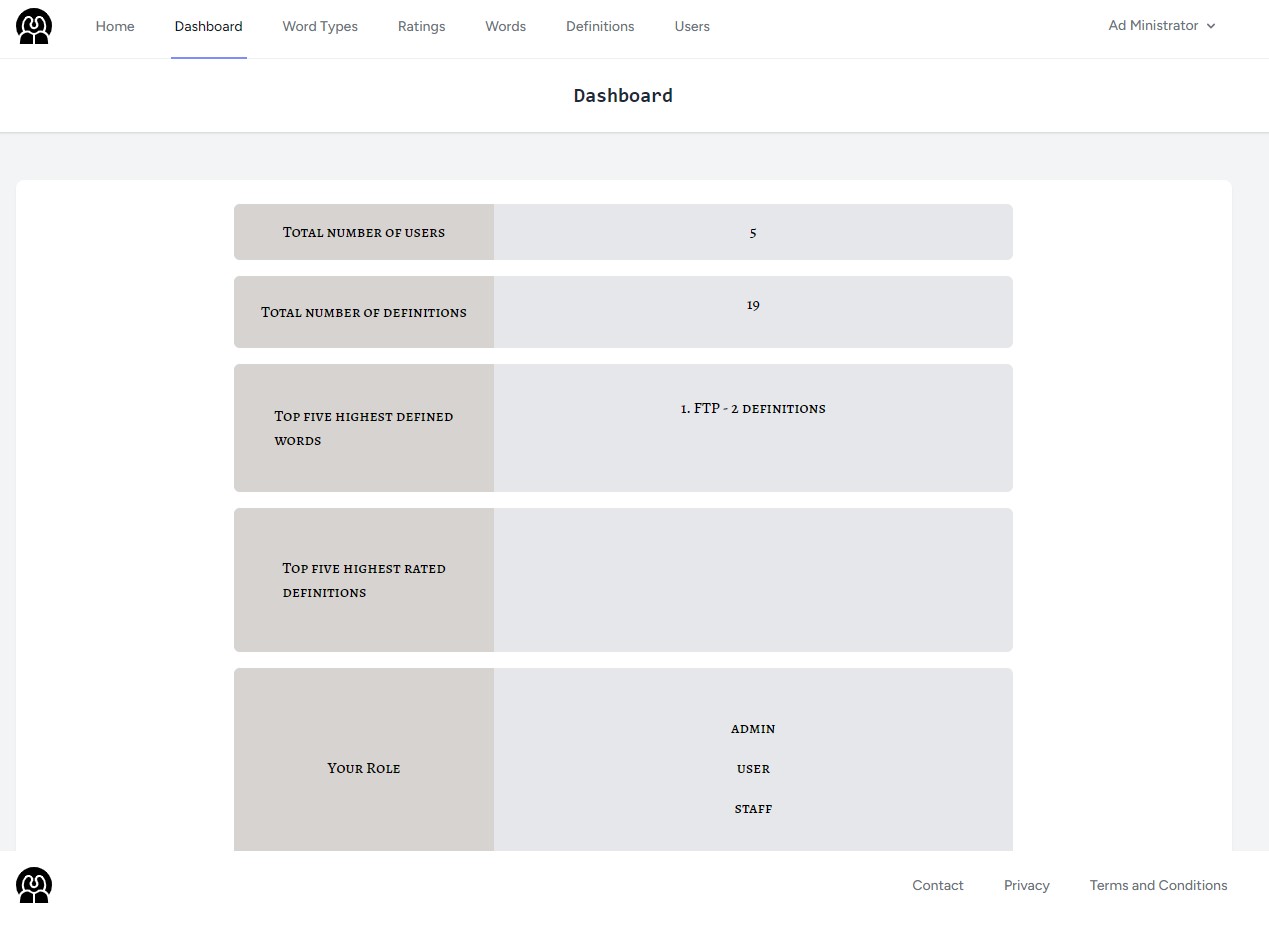 Home Dashboard Word Types Ratings Words Definitions Users Ad Ministrator
Dashboard
Total number of users 5
Total number of definitions 19
Top five highest defined
words
1. FTP - 2 definitions
Top five highest rated
definitions
Your Role
admin
user
staff
Contact Privacy Terms and Conditions